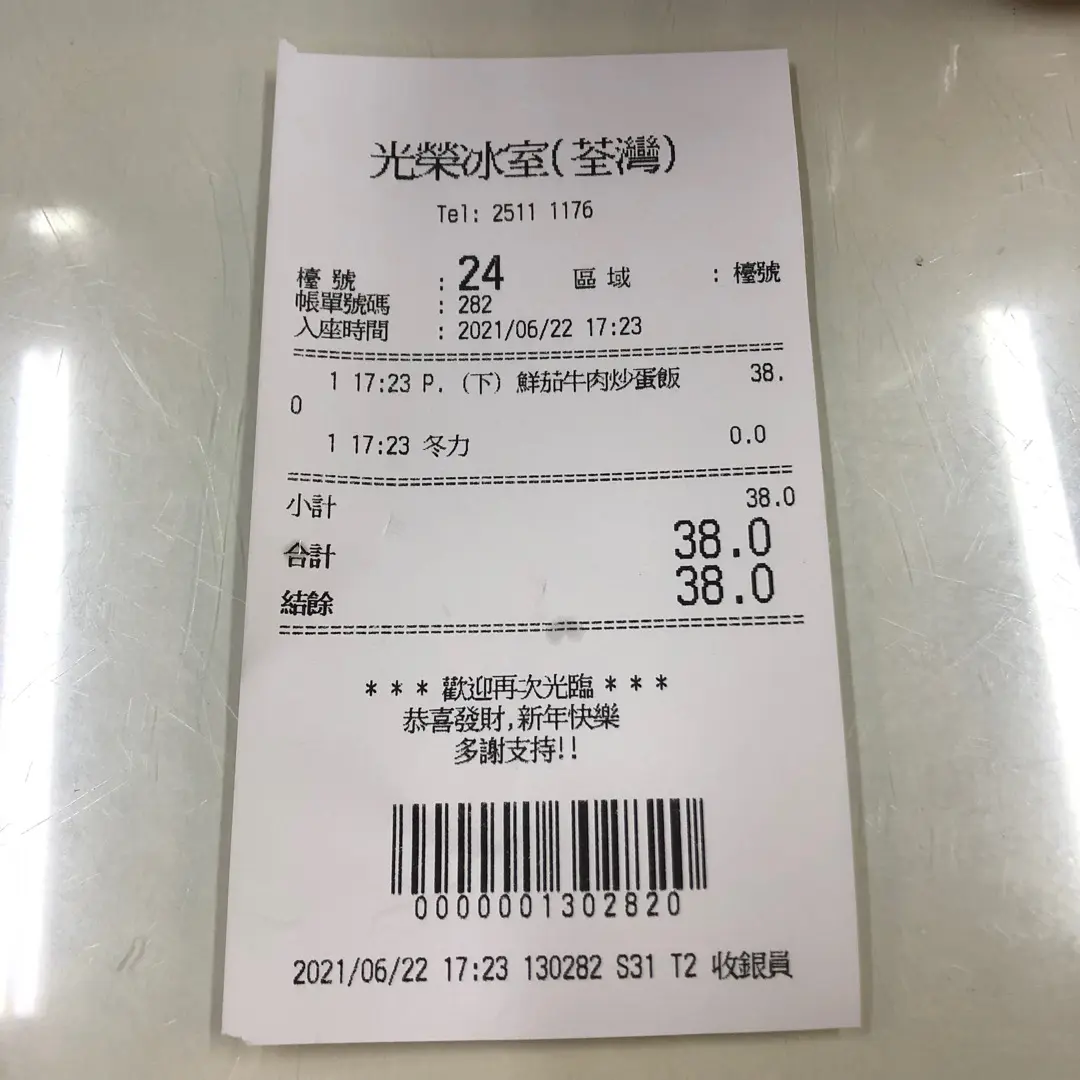 光榮冰室(荃灣)
Tel: 2511 1176
檯 號 : 24 區 域 : 檯號
帳單號碼 : 282
入座時間 : 2021/06/22 17:23
1 17:23 P. (下) 鮮茄牛肉炒蛋飯 38.
0
1 17:23 冬力 0.0
小計 38.0
合計 38.0
結餘 38.0
* * * 歡迎再次光臨 * * *
恭喜發財,新年快樂
多謝支持!!
0000001302820
2021/06/22 17:23 130282 S31 T2 收銀員